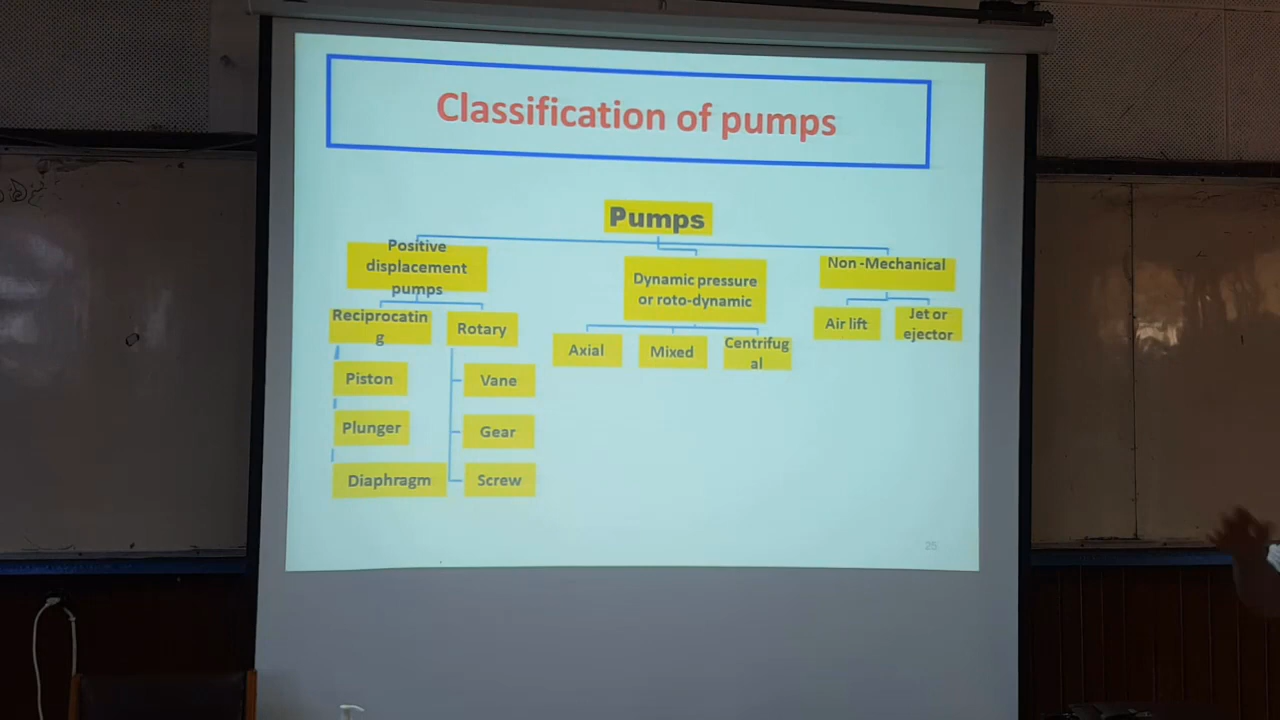 Classification of pumps
Pumps
Positive
displacement
pumps
Reciprocatin
g
Piston
Plunger
Diaphragm
Rotary
Vane
Gear
Screw
Dynamic pressure
or roto-dynamic
Axial
Mixed
Centrifug
al
Non -Mechanical
Air lift
Jet or
ejector
25